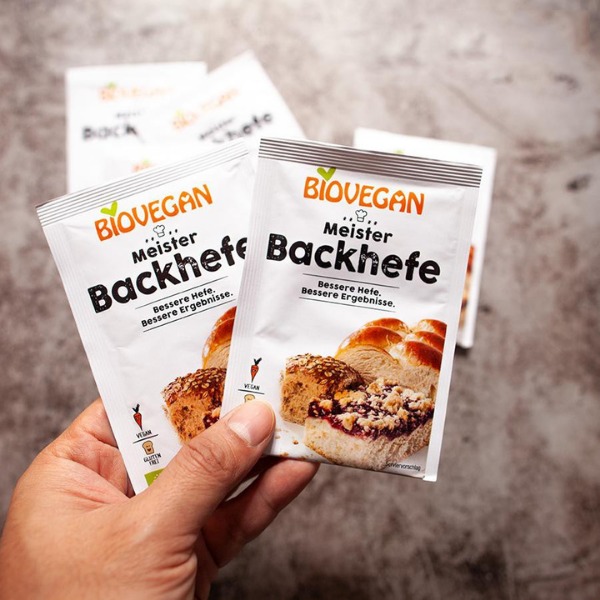 BIOVEGAN
Meister
Backhefe
Bessere Hefe.
Bessere Ergebnisse.
VEGAN
GLUTEN
FREI
BIOVEGAN
Meister
Backhefe
Bessere Hefe.
Bessere Ergebnisse.
VEGAN